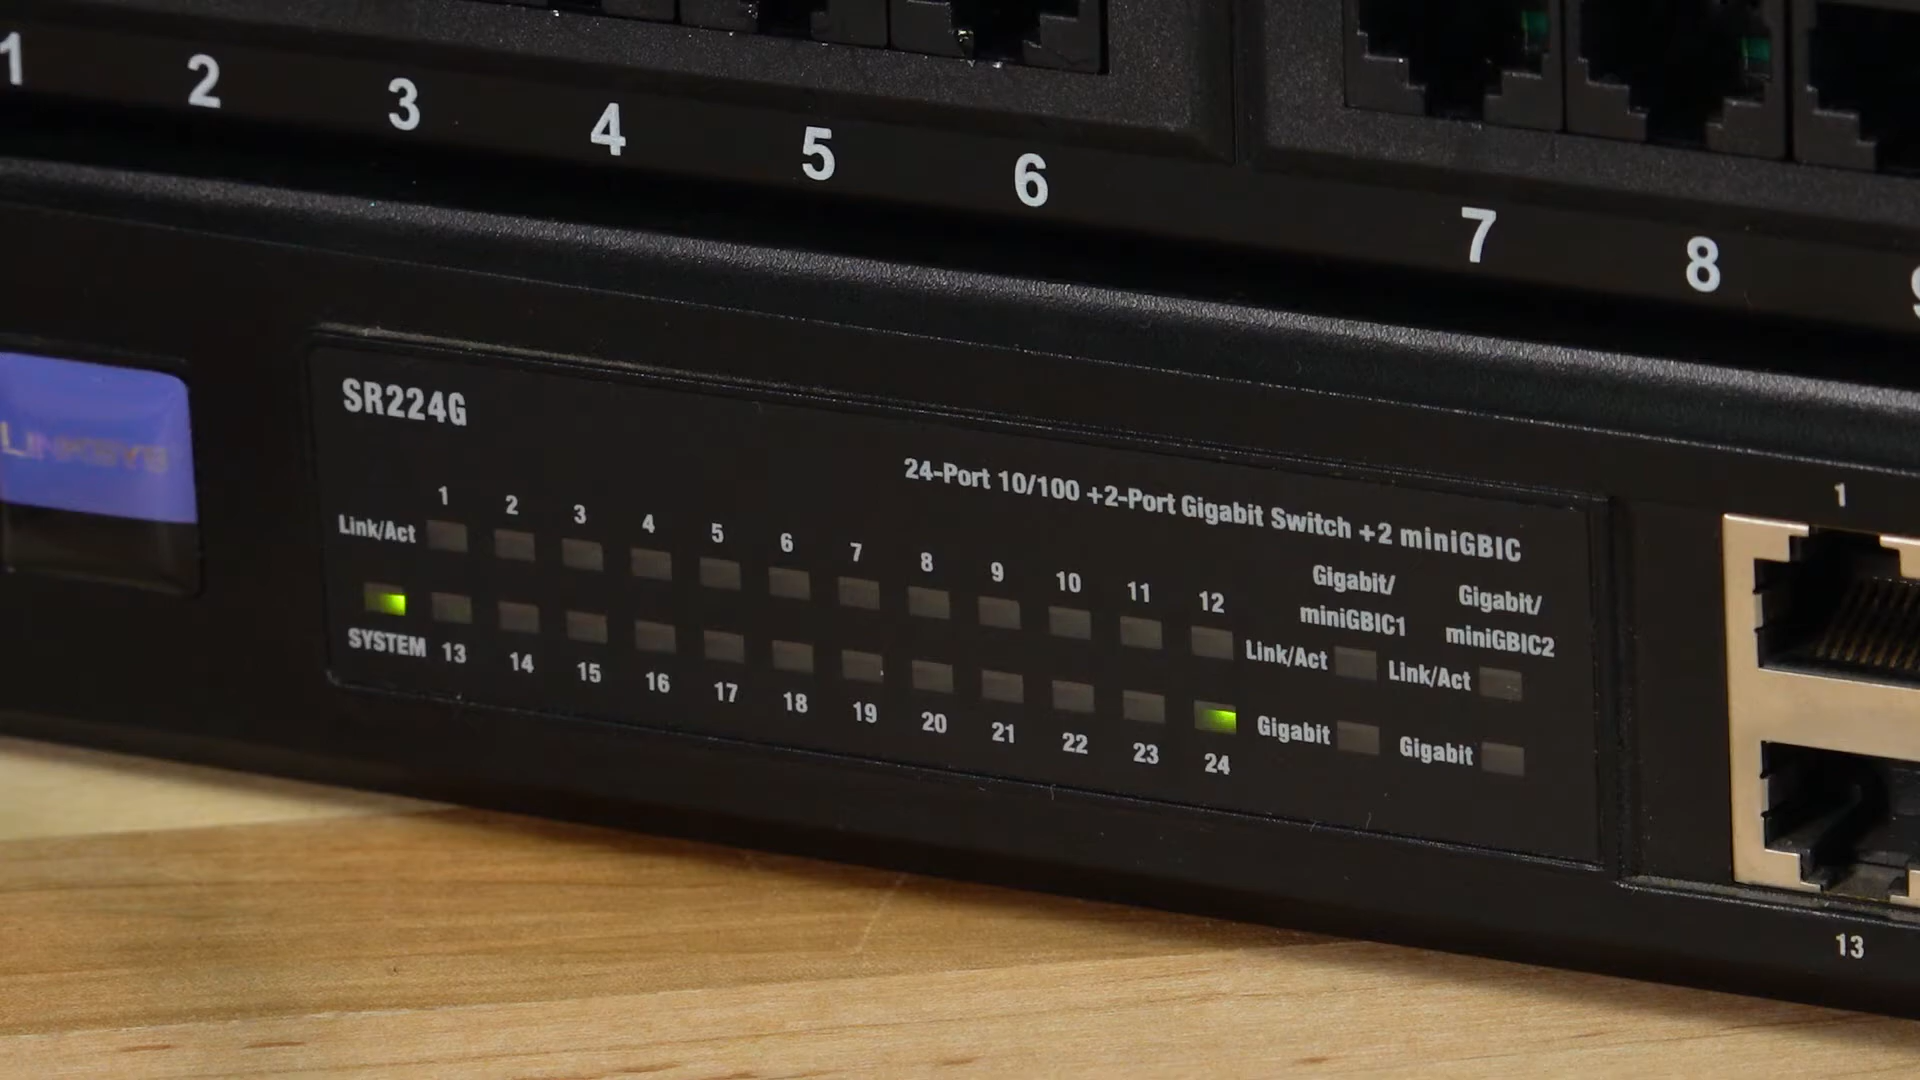 1 2 3 4 5 6 7 8
LINKSYS
SR224G
24-Port 10/100 +2-Port Gigabit Switch +2 miniGBIC
1 2 3 4 5 6 7 8 9 10 11 12
Gigabit/
miniGBIC1
Gigabit/
miniGBIC2
Link/Act
Link/Act
Link/Act
SYSTEM
13 14 15 16 17 18 19 20 21 22 23 24
Gigabit
Gigabit
1
13